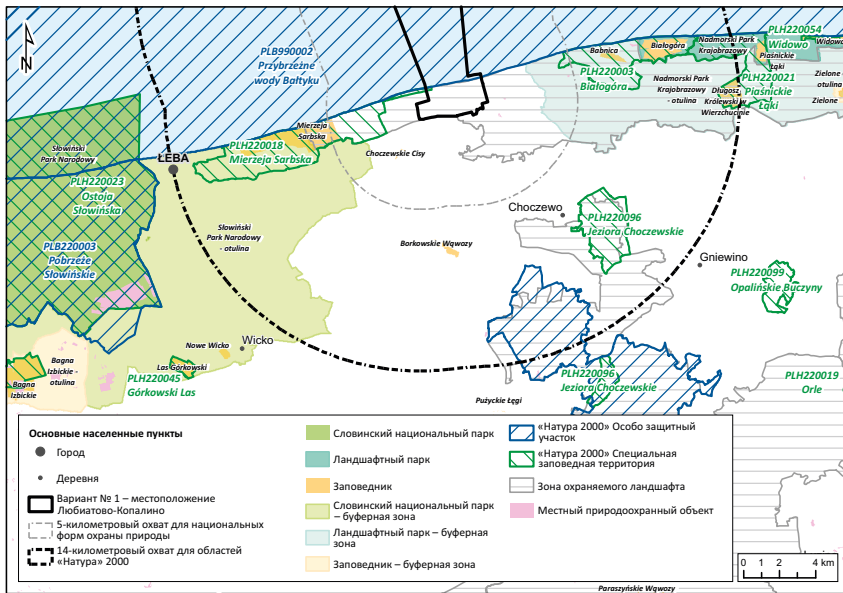 N
PLB990002
Przybrzeżne
wody Bałtyku
PLH220054
Widowo
Babnica
Białogóra
Nadmorski Park
Krajobrazowy
Piaśnickie
Łąki
Widowo
PLH220003
Białogóra
Nadmorski Park
Krajobrazowy
- otulina
Długosz
Królewski w
Wierzchucinie
PLH220021
Piaśnickie
Łąki
Zielone -
otulina
Zielone
Mierzeja
Sarbska
Choczewskie Cisy
PLH220018
Mierzeja Sarbska
Słowiński
Park Narodowy
ŁEBA
PLH220023
Ostoja
Słowińska
PLB220003
Pobrzeże
Słowińskie
Słowiński
Park Narodowy
- otulina
Borkowskie Wąwozy
Choczewo
PLH220096
Jeziora Choczewskie
Gniewino
PLH220099
Opalińskie Buczyny
Nowe Wicko
Wicko
Las Górkowski
Bagna
Izbickie -
otulina
Bagna
Izbickie
PLH220045
Górkowski Las
PLH220096
Jeziora Choczewskie
PLH220019
Orle
Pużyckie Łęgi
Основные населенные пункты
Город
Деревня
Вариант № 1 – местоположение
Любиатово-Копалино
5-километровый охват для национальных
форм охраны природы
14-километровый охват для областей
«Натура» 2000
Словинский национальный парк
Ландшафтный парк
Заповедник
Словинский национальный парк
– буферная зона
Ландшафтный парк – буферная
зона
Заповедник – буферная зона
«Натура 2000» Особо защитный
участок
«Натура 2000» Специальная
заповедная территория
Зона охраняемого ландшафта
Местный природоохранный объект
0 1 2 4 km
Paraszyńskie Wąwozy